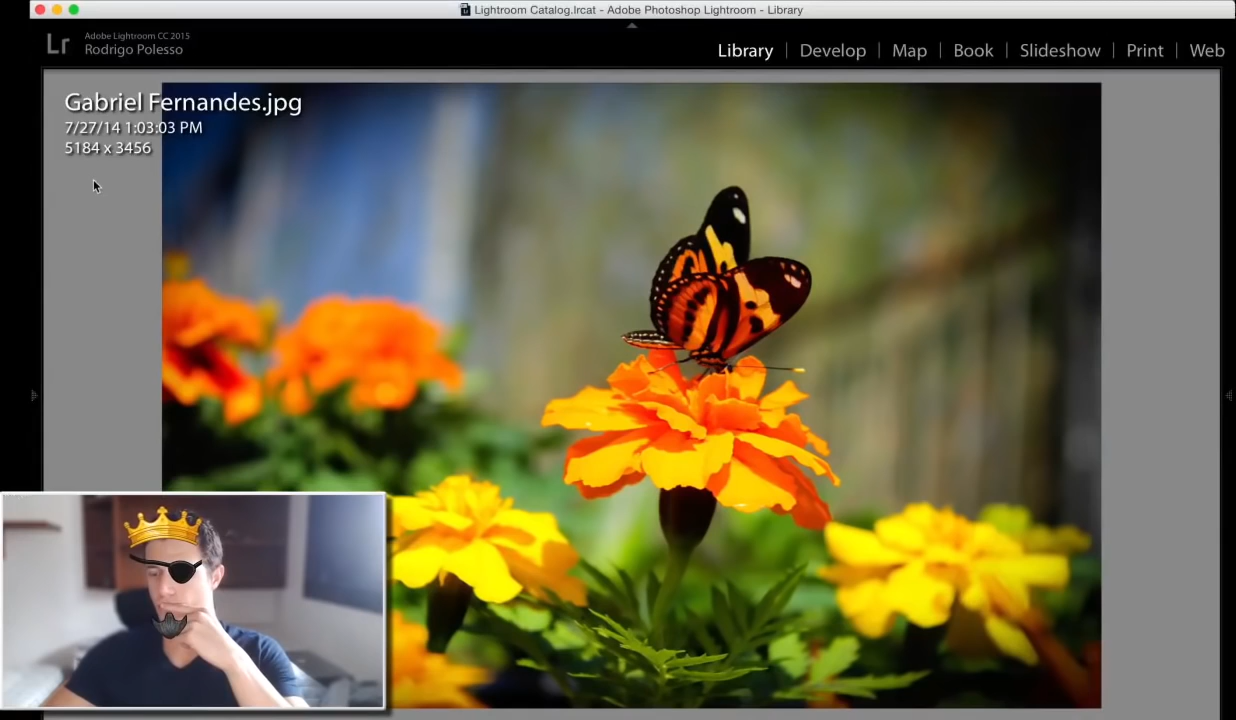 Lightroom Catalog.lrcat - Adobe Photoshop Lightroom - Library
Lr
Adobe Lightroom CC 2015
Rodrigo Polesso
Library | Develop | Map | Book | Slideshow | Print | Web
Gabriel Fernandes.jpg
7/27/14 1:03:03 PM
5184 x 3456